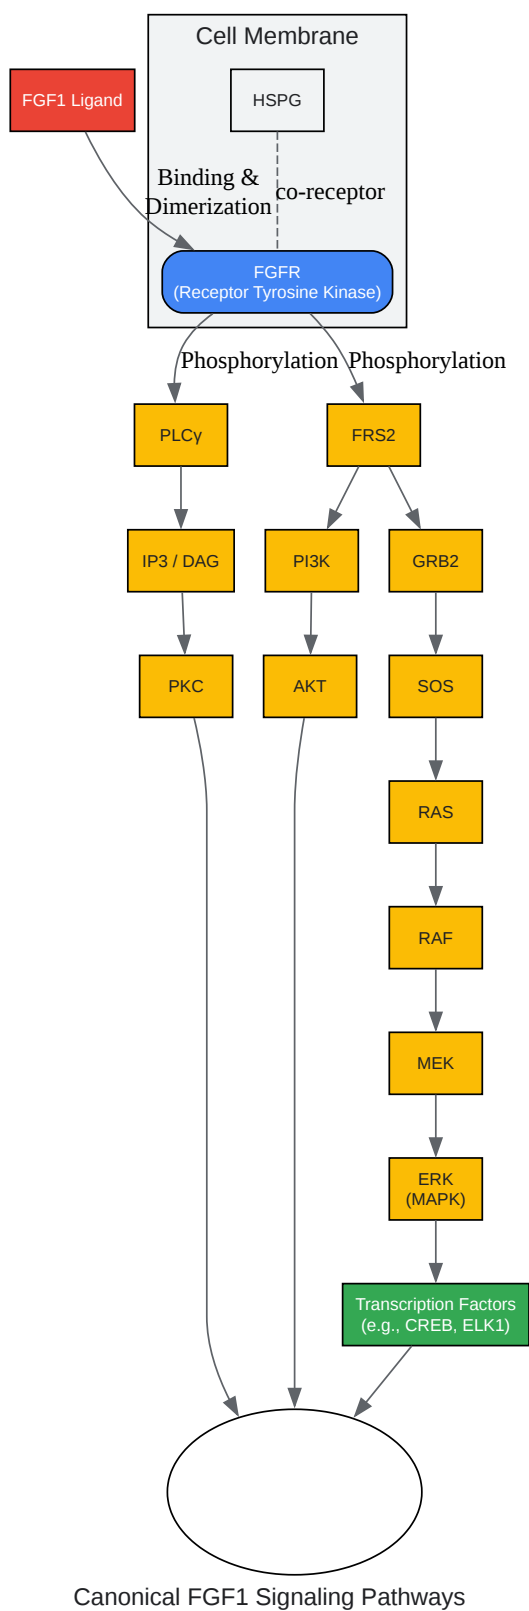 Cell Membrane
FGF1 Ligand
HSPG
Binding &
Dimerization
co-receptor
FGFR
(Receptor Tyrosine Kinase)
Phosphorylation
Phosphorylation
PLCγ
FRS2
IP3 / DAG
PI3K
GRB2
PKC
AKT
SOS
RAS
RAF
MEK
ERK
(MAPK)
Transcription Factors
(e.g., CREB, ELK1)
Canonical FGF1 Signaling Pathways